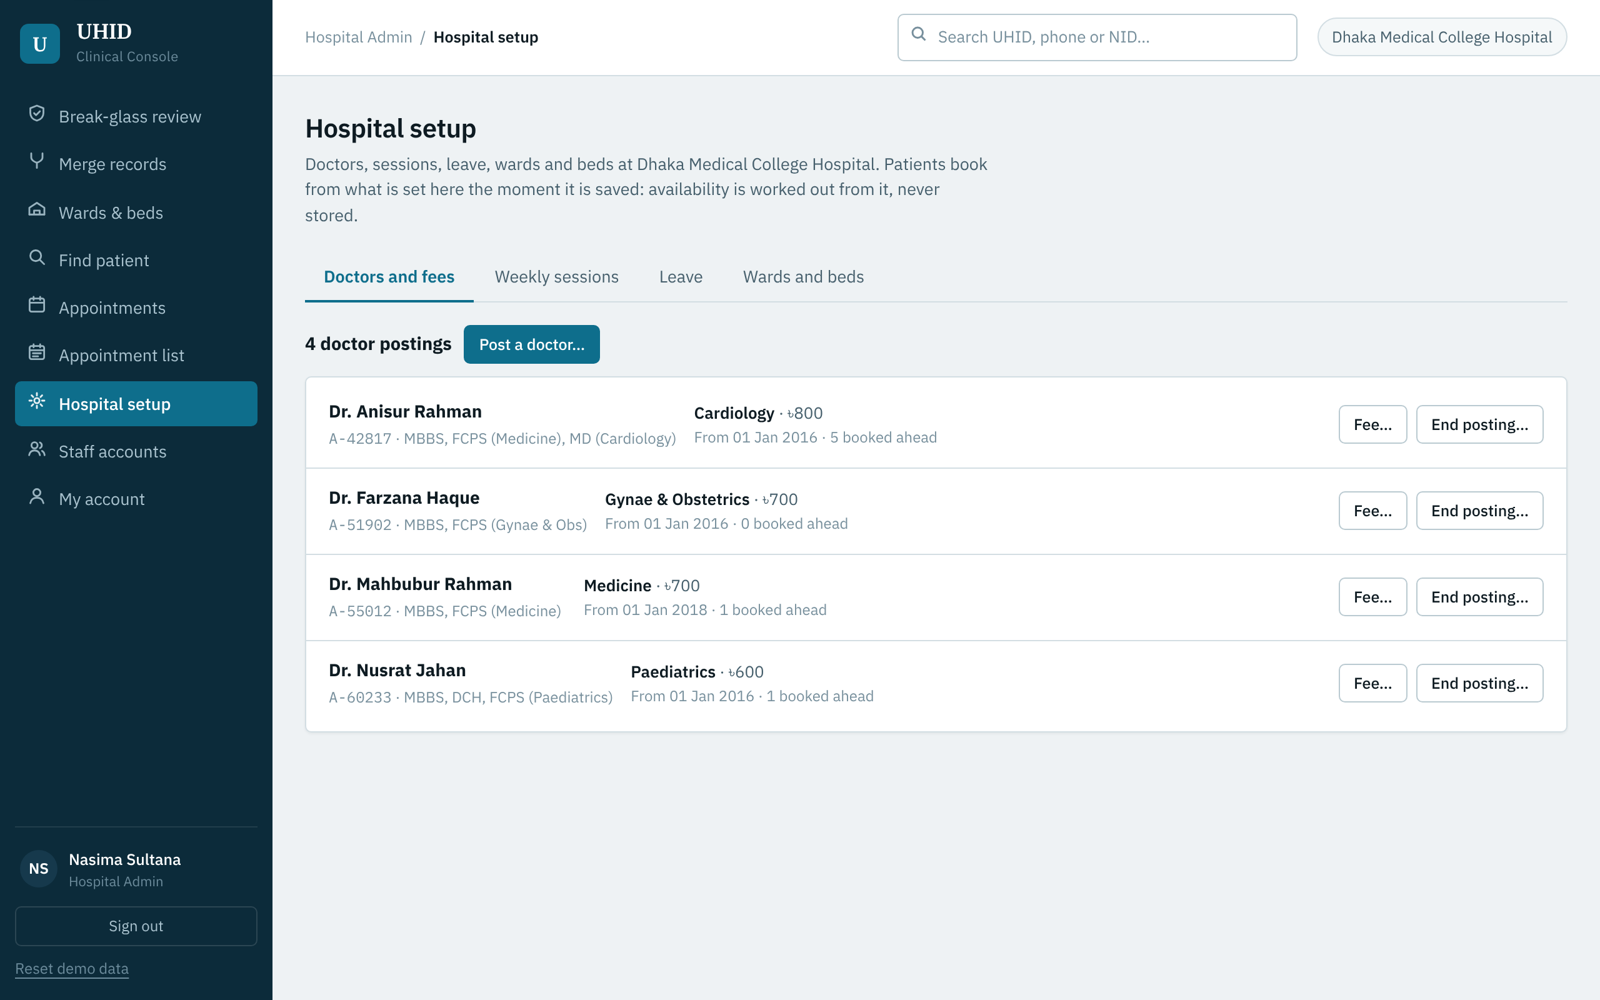 U
UHID
Clinical Console
Break-glass review
Merge records
Wards & beds
Find patient
Appointments
Appointment list
Hospital setup
Staff accounts
My account
NS
Nasima Sultana
Hospital Admin
Sign out
Reset demo data
Hospital Admin / Hospital setup
Search UHID, phone or NID...
Dhaka Medical College Hospital
Hospital setup
Doctors, sessions, leave, wards and beds at Dhaka Medical College Hospital. Patients book
from what is set here the moment it is saved: availability is worked out from it, never
stored.
Doctors and fees Weekly sessions Leave Wards and beds
4 doctor postings Post a doctor...
Dr. Anisur Rahman
A-42817 · MBBS, FCPS (Medicine), MD (Cardiology)
Cardiology · ৳800
From 01 Jan 2016 · 5 booked ahead
Fee... End posting...
Dr. Farzana Haque
A-51902 · MBBS, FCPS (Gynae & Obs)
Gynae & Obstetrics · ৳700
From 01 Jan 2016 · 0 booked ahead
Fee... End posting...
Dr. Mahbubur Rahman
A-55012 · MBBS, FCPS (Medicine)
Medicine · ৳700
From 01 Jan 2018 · 1 booked ahead
Fee... End posting...
Dr. Nusrat Jahan
A-60233 · MBBS, DCH, FCPS (Paediatrics)
Paediatrics · ৳600
From 01 Jan 2016 · 1 booked ahead
Fee... End posting...